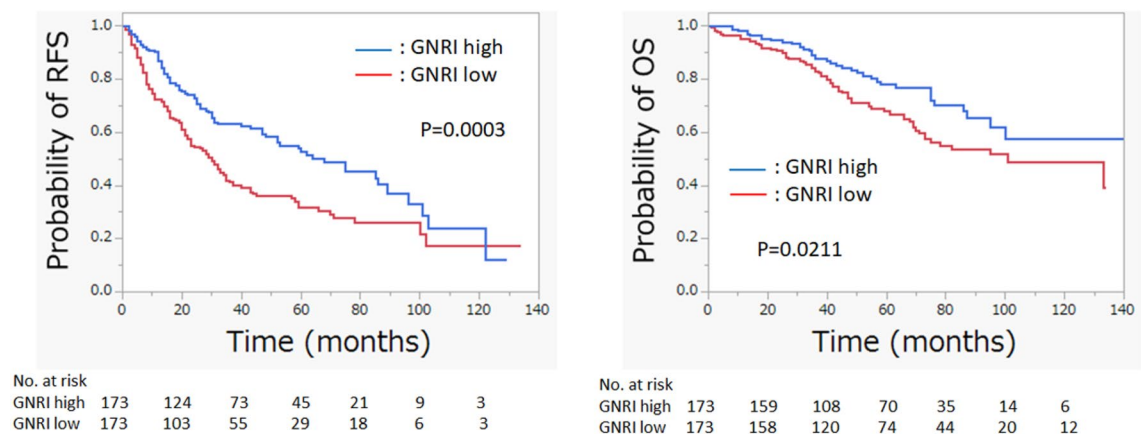 Probability of RFS
1.0
0.8
0.6
0.4
0.2
0.0
: GNRI high
: GNRI low
P=0.0003
0 20 40 60 80 100 120 140
Time (months)
No. at risk
GNRI high 173 124 73 45 21 9 3
GNRI low 173 103 55 29 18 6 3
Probability of OS
1.0
0.8
0.6
0.4
0.2
0.0
: GNRI high
: GNRI low
P=0.0211
0 20 40 60 80 100 120 140
Time (months)
No. at risk
GNRI high 173 159 108 70 35 14 6
GNRI low 173 158 120 74 44 20 12